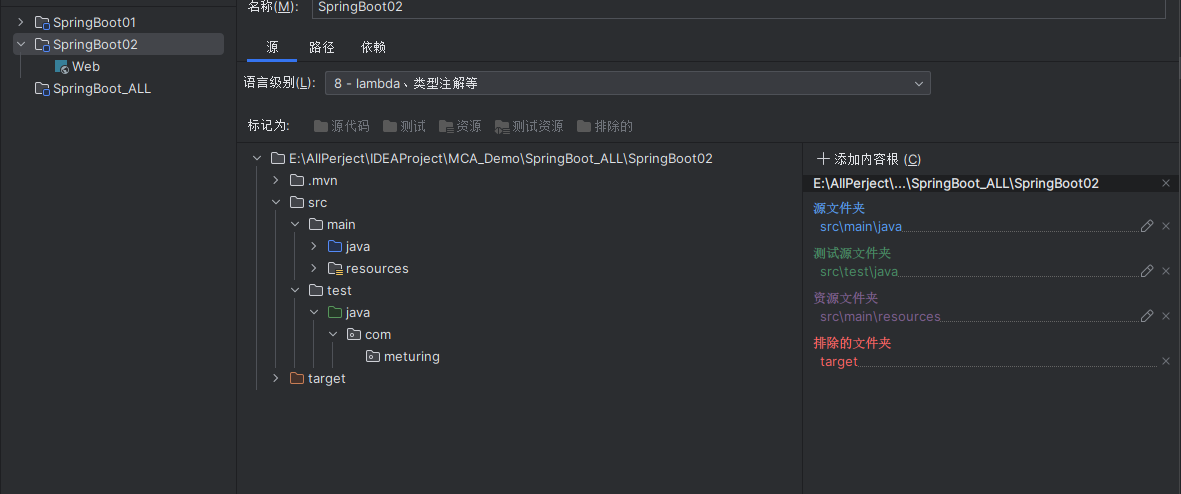 SpringBoot01
SpringBoot02
Web
SpringBoot_ALL
名称(M): SpringBoot02
源 路径 依赖
语言级别(L): 8 - lambda、类型注解等
标记为: 源代码 测试 资源 测试资源 排除的
E:\AllPerject\IDEAProject\MCA_Demo\SpringBoot_ALL\SpringBoot02
.mvn
src
main
java
resources
test
java
com
meturing
target
添加内容根 (C)
E:\AllPerject\...\SpringBoot_ALL\SpringBoot02
源文件夹
src\main\java
测试源文件夹
src\test\java
资源文件夹
src\main\resources
排除的文件夹
target